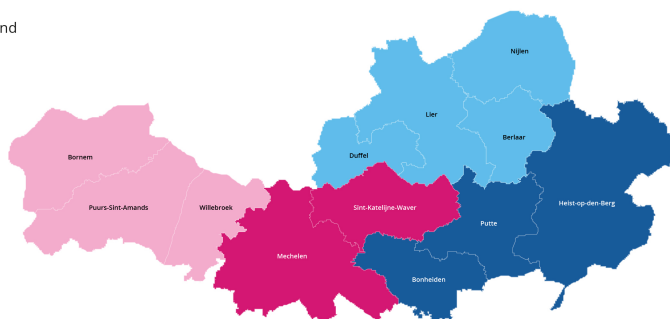 nd
Nijlen
Lier
Berlaar
Duffel
Bornem
Puurs-Sint-Amands
Willebroek
Sint-Katelijne-Waver
Heist-op-den-Berg
Putte
Mechelen
Bonheiden